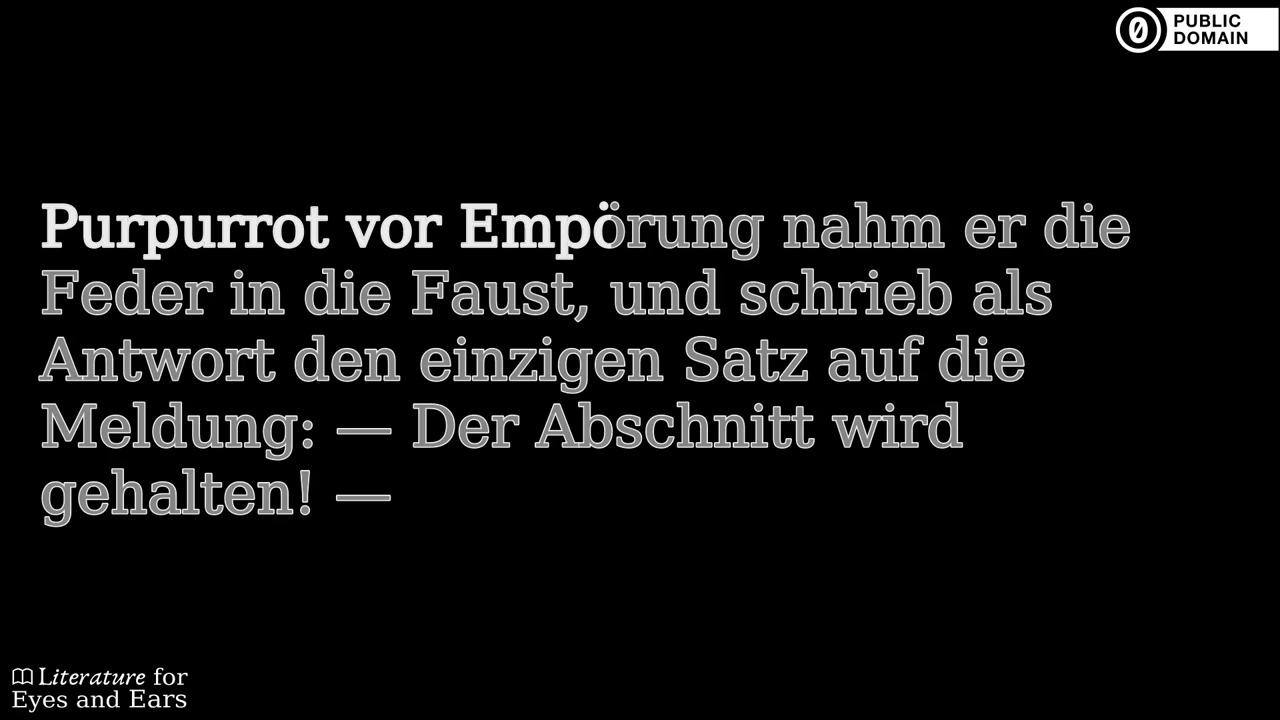 PUBLIC
DOMAIN
Purpurrot vor Empörung nahm er die
Feder in die Faust, und schrieb als
Antwort den einzigen Satz auf die
Meldung: — Der Abschnitt wird
gehalten! —
Literature for
Eyes and Ears